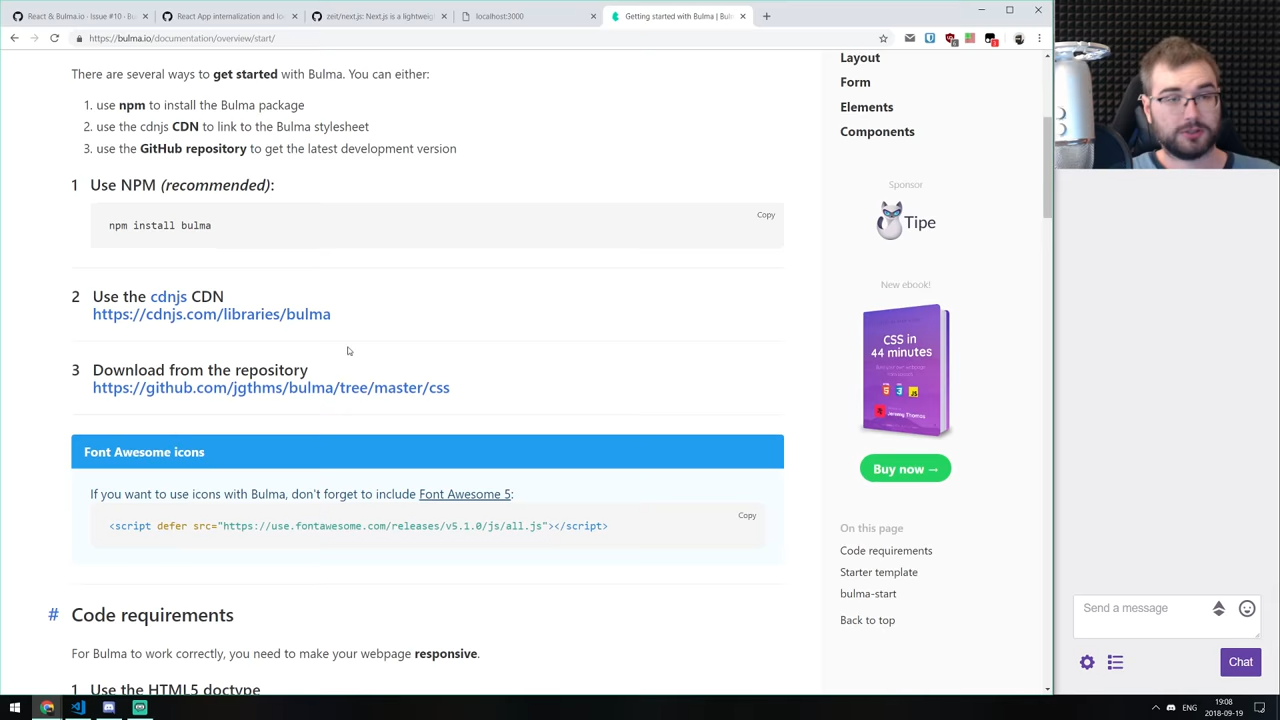 React & Bulma.io · Issue #10 · Bu
React App internalization and lo
zeit/next.js: Next.js is a lightweig
localhost:3000
Getting started with Bulma | Bul
https://bulma.io/documentation/overview/start/
There are several ways to get started with Bulma. You can either:
1. use npm to install the Bulma package
2. use the cdnjs CDN to link to the Bulma stylesheet
3. use the GitHub repository to get the latest development version
1 Use NPM (recommended):
Copy
npm install bulma
2 Use the cdnjs CDN
https://cdnjs.com/libraries/bulma
3 Download from the repository
https://github.com/jgthms/bulma/tree/master/css
Font Awesome icons
If you want to use icons with Bulma, don't forget to include Font Awesome 5:
Copy
<script defer src="https://use.fontawesome.com/releases/v5.1.0/js/all.js"></script>
# Code requirements
For Bulma to work correctly, you need to make your webpage responsive.
1 Use the HTML5 doctype
Layout
Form
Elements
Components
Sponsor
Tipe
New ebook!
CSS in
44 minutes
Jeremy Thomas
Buy now →
On this page
Code requirements
Starter template
bulma-start
Back to top
Send a message
Chat
ENG
19:08
2018-09-19